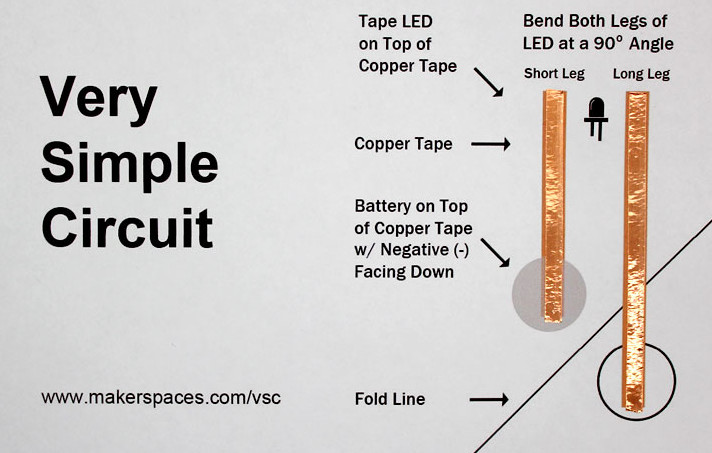 Very
Simple
Circuit
www.makerspaces.com/vsc
Tape LED
on Top of
Copper Tape
Copper Tape
Battery on Top
of Copper Tape
w/ Negative (-)
Facing Down
Fold Line
Bend Both Legs of
LED at a 90° Angle
Short Leg
Long Leg